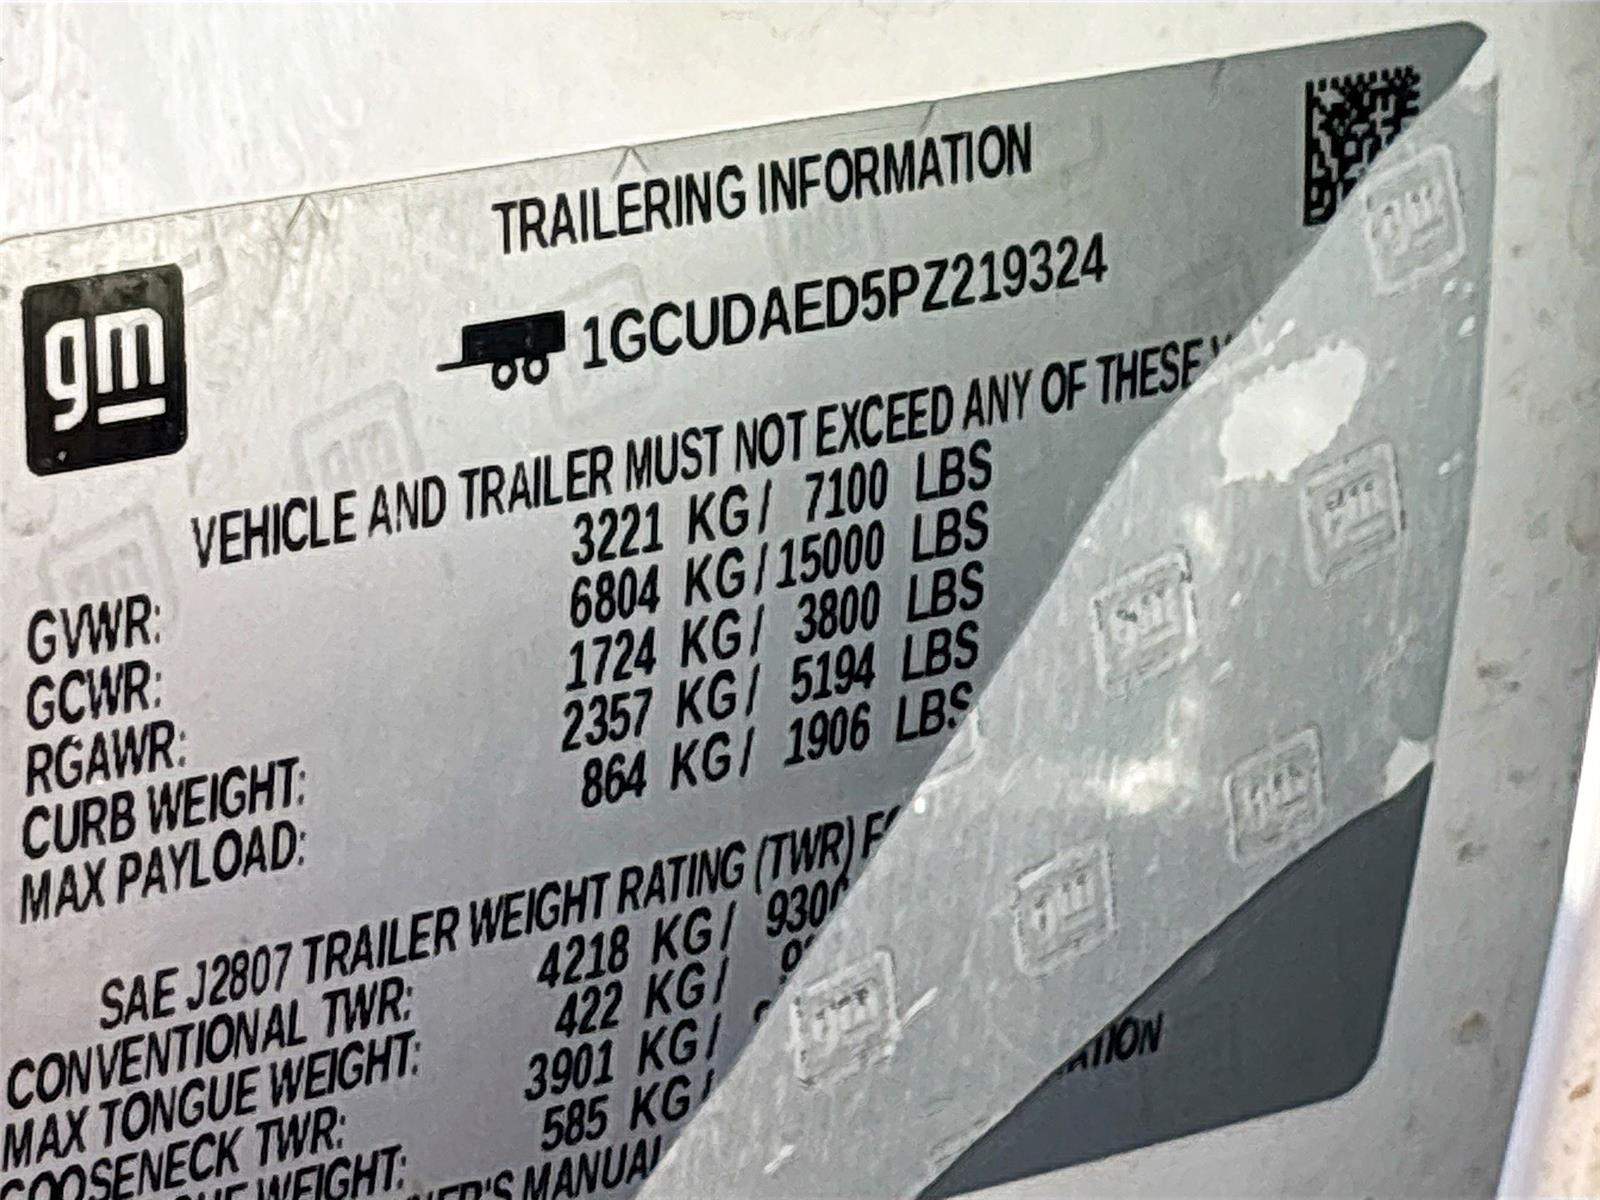 TRAILERING INFORMATION
gm
1GCUDAED5PZ219324
VEHICLE AND TRAILER MUST NOT EXCEED ANY OF THESE
GVWR: 3221 KG/ 7100 LBS
GCWR: 6804 KG/15000 LBS
RGAWR: 1724 KG/ 3800 LBS
CURB WEIGHT: 2357 KG/ 5194 LBS
MAX PAYLOAD: 864 KG/ 1906 LBS
SAE J2807 TRAILER WEIGHT RATING (TWR)
CONVENTIONAL TWR: 4218 KG/ 9300
MAX TONGUE WEIGHT: 422 KG/
GOOSENECK TWR: 3901 KG/
WEIGHT: 585 KG/